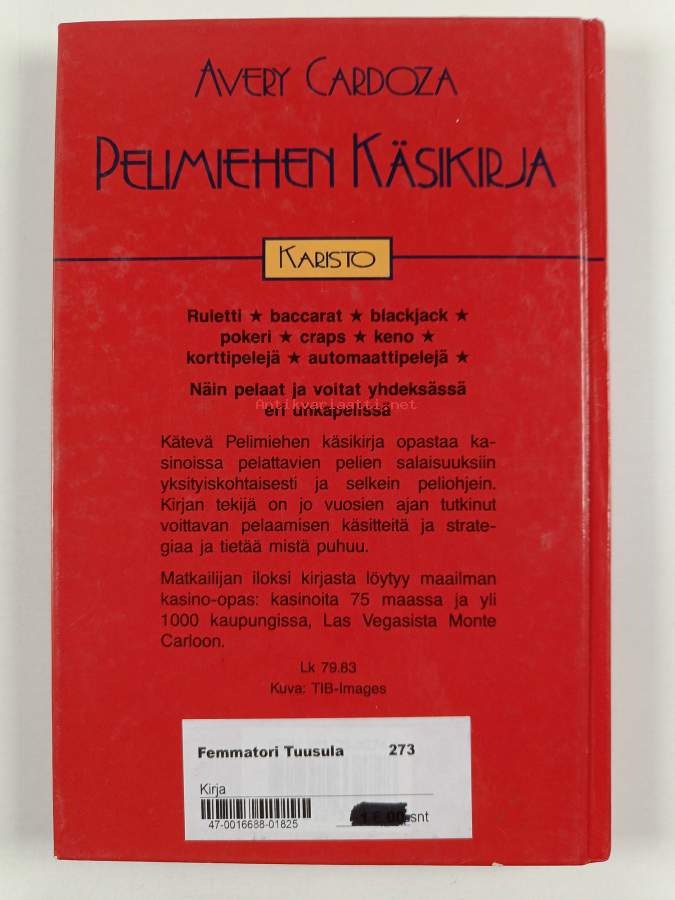 AVERY CARDOZA
PELIMIEHEN KÄSIKIRJA
KARISTO
Ruletti ★ baccarat ★ blackjack ★
pokeri ★ craps ★ keno ★
korttipelejä ★ automaattipelejä ★
Näin pelaat ja voitat yhdeksässä
eri uhkapelissä
Antikvariaatti.net
Kätevä Pelimiehen käsikirja opastaa ka-
sinoissa pelattavien pelien salaisuuksiin
yksityiskohtaisesti ja selkein peliohjein.
Kirjan tekijä on jo vuosien ajan tutkinut
voittavan pelaamisen käsitteitä ja strate-
giaa ja tietää mistä puhuu.
Matkailijan iloksi kirjasta löytyy maailman
kasino-opas: kasinoita 75 maassa ja yli
1000 kaupungissa, Las Vegasista Monte
Carloon.
Lk 79.83
Kuva: TIB-Images
Femmatori Tuusula 273
Kirja
47-0016688-01825
snt